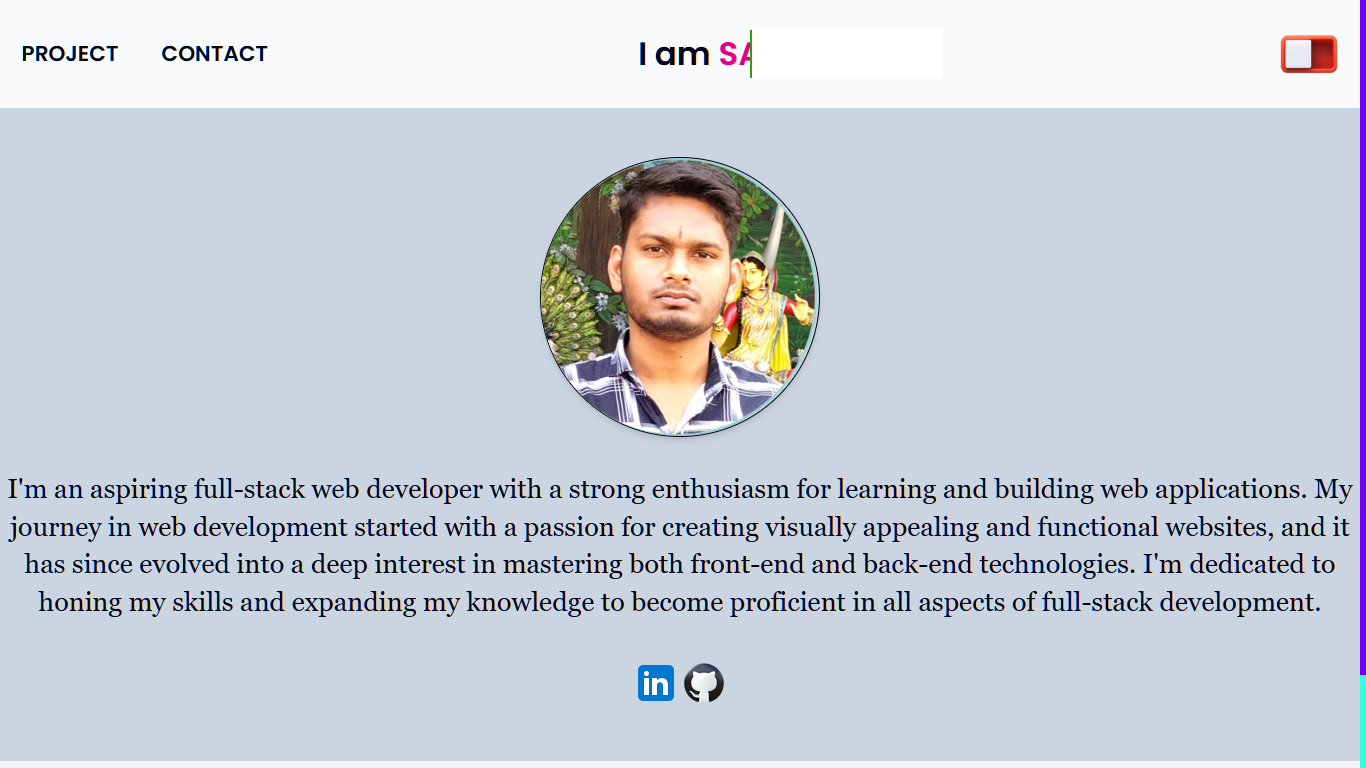 PROJECT CONTACT I am SA
I'm an aspiring full-stack web developer with a strong enthusiasm for learning and building web applications. My
journey in web development started with a passion for creating visually appealing and functional websites, and it
has since evolved into a deep interest in mastering both front-end and back-end technologies. I'm dedicated to
honing my skills and expanding my knowledge to become proficient in all aspects of full-stack development.
in